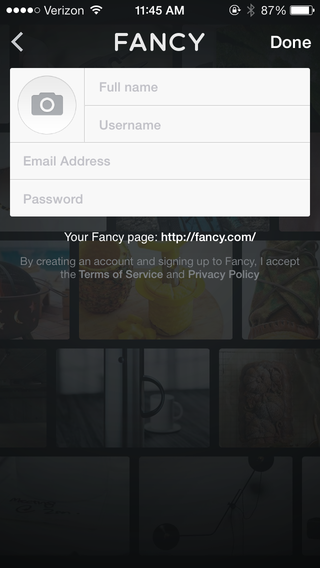 Verizon 11:45 AM 87%
FANCY Done
Full name
Username
Email Address
Password
Your Fancy page: http://fancy.com/
By creating an account and signing up to Fancy, I accept
the Terms of Service and Privacy Policy